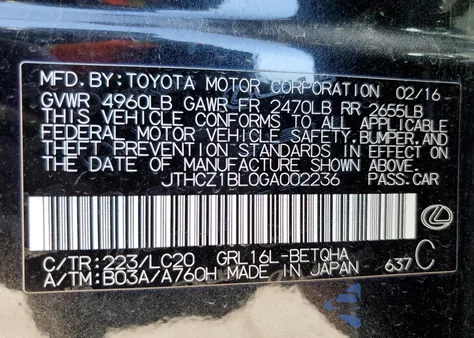 MFD. BY: TOYOTA MOTOR CORPORATION 02/16
GVWR 4960LB GAWR FR 2470LB RR 2655LB
THIS VEHICLE CONFORMS TO ALL APPLICABLE
FEDERAL MOTOR VEHICLE SAFETY, BUMPER, AND
THEFT PREVENTION STANDARDS IN EFFECT ON
THE DATE OF MANUFACTURE SHOWN ABOVE.
JTHCZ1BL0GA002236 PASS. CAR
C/TR: 223/LC20 GRL16L-BETQHA
A/TM: B03A/A760H MADE IN JAPAN 637 C